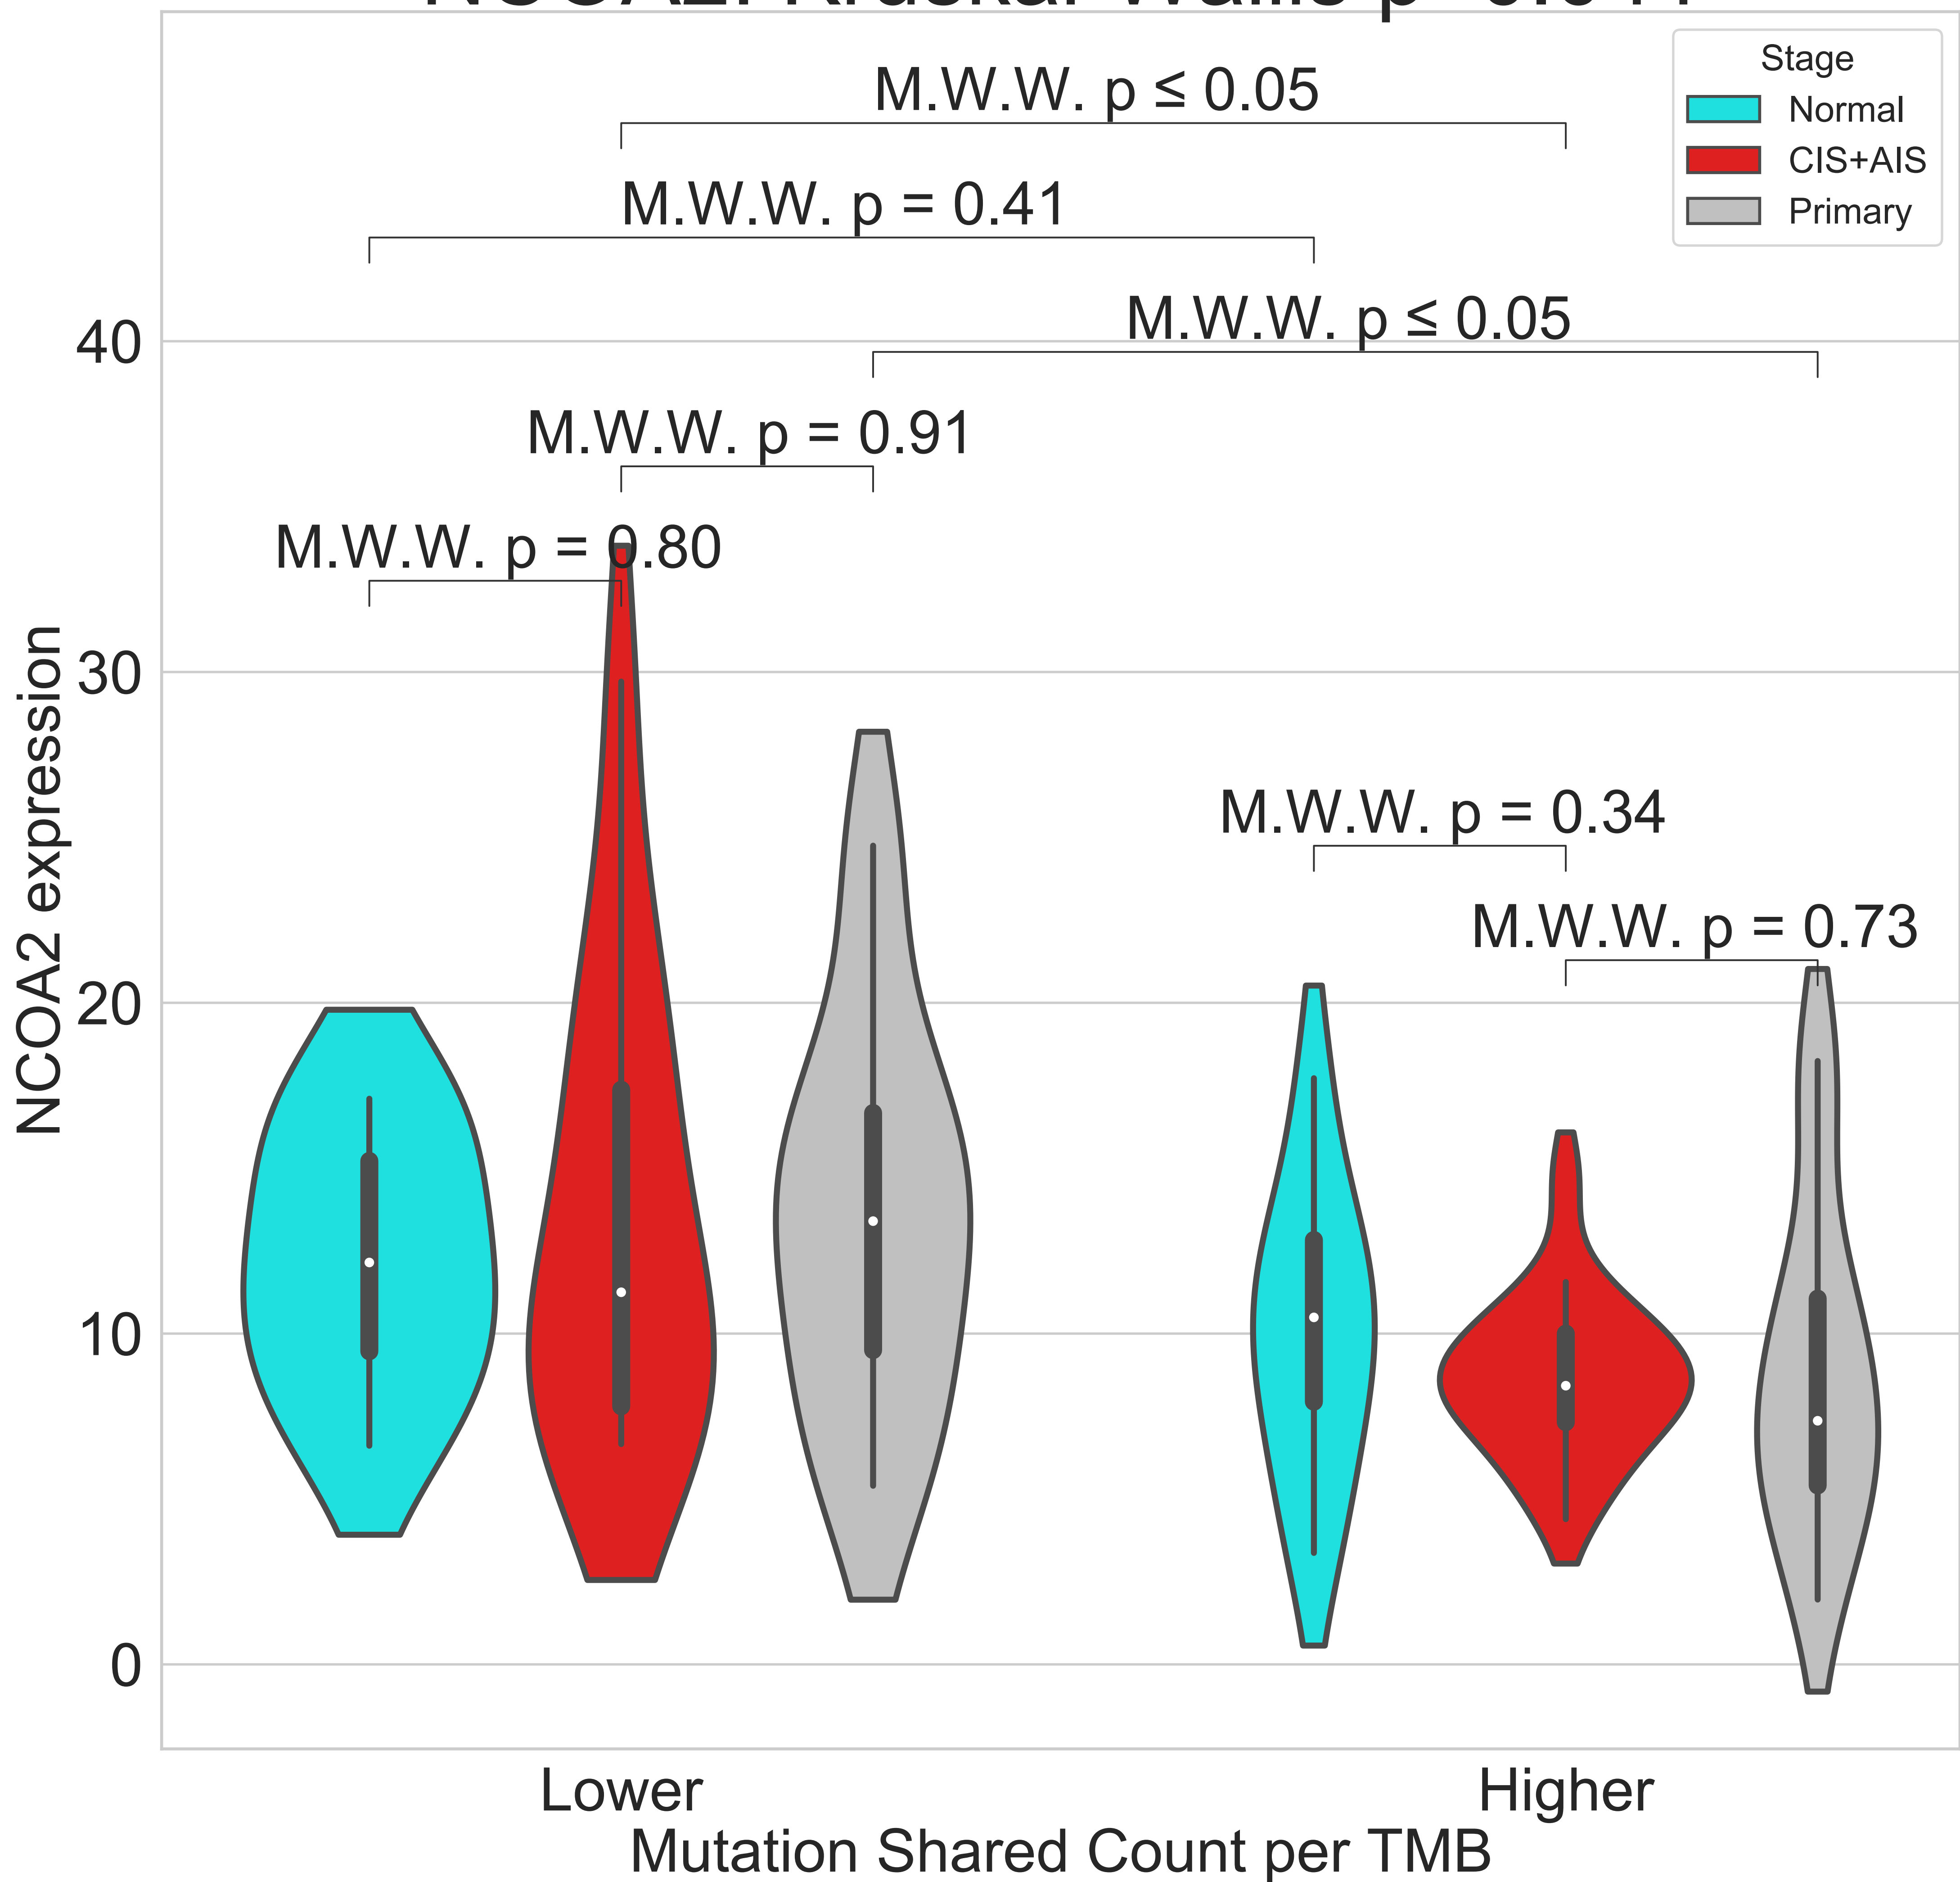 Stage
Normal
CIS+AIS
Primary
M.W.W. p ≤ 0.05
M.W.W. p = 0.41
M.W.W. p ≤ 0.05
M.W.W. p = 0.91
M.W.W. p = 0.80
M.W.W. p = 0.34
M.W.W. p = 0.73
NCOA2 expression
40
30
20
10
0
Lower
Higher
Mutation Shared Count per TMB